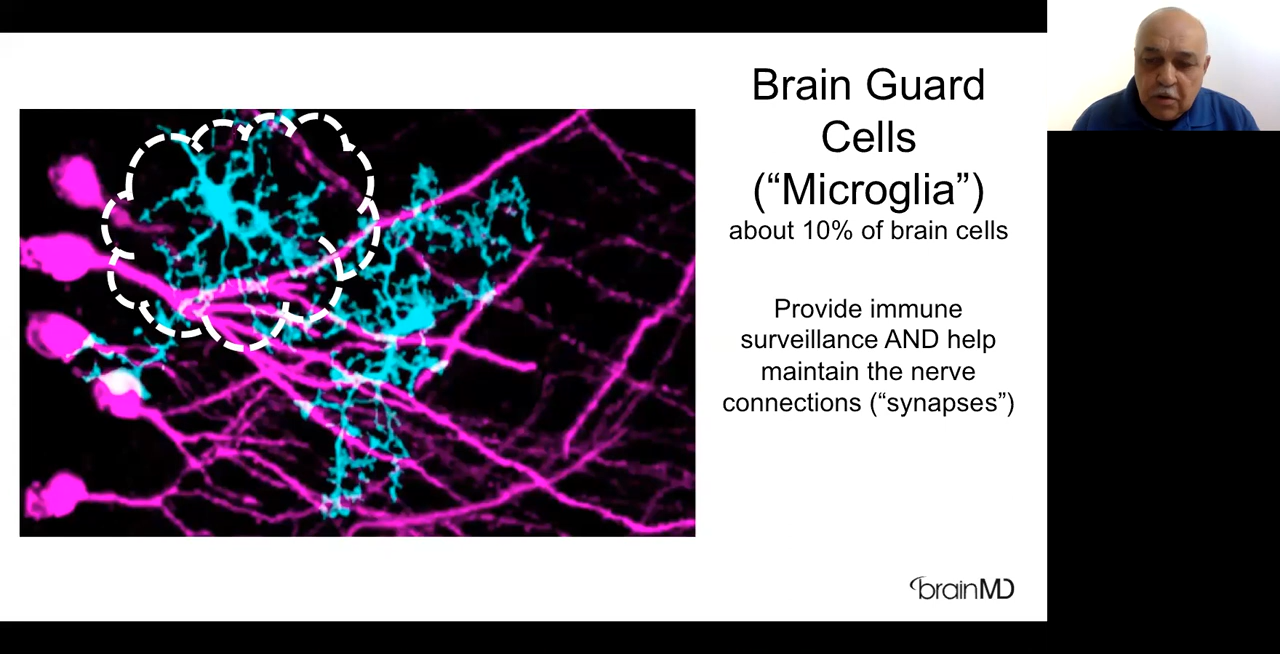 Brain Guard
Cells
(“Microglia”)
about 10% of brain cells
Provide immune
surveillance AND help
maintain the nerve
connections (“synapses”)
brainMD